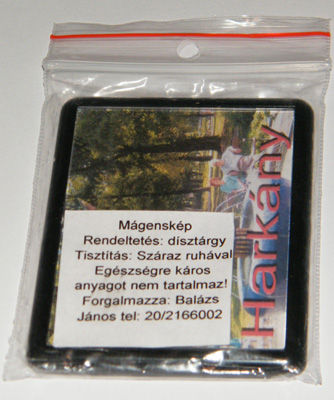 Mágenskép
Rendeltetés: dísztárgy
Tisztítás: Száraz ruhával
Egészségre káros
anyagot nem tartalmaz!
Forgalmazza: Balázs
János tel: 20/2166002
Harkány